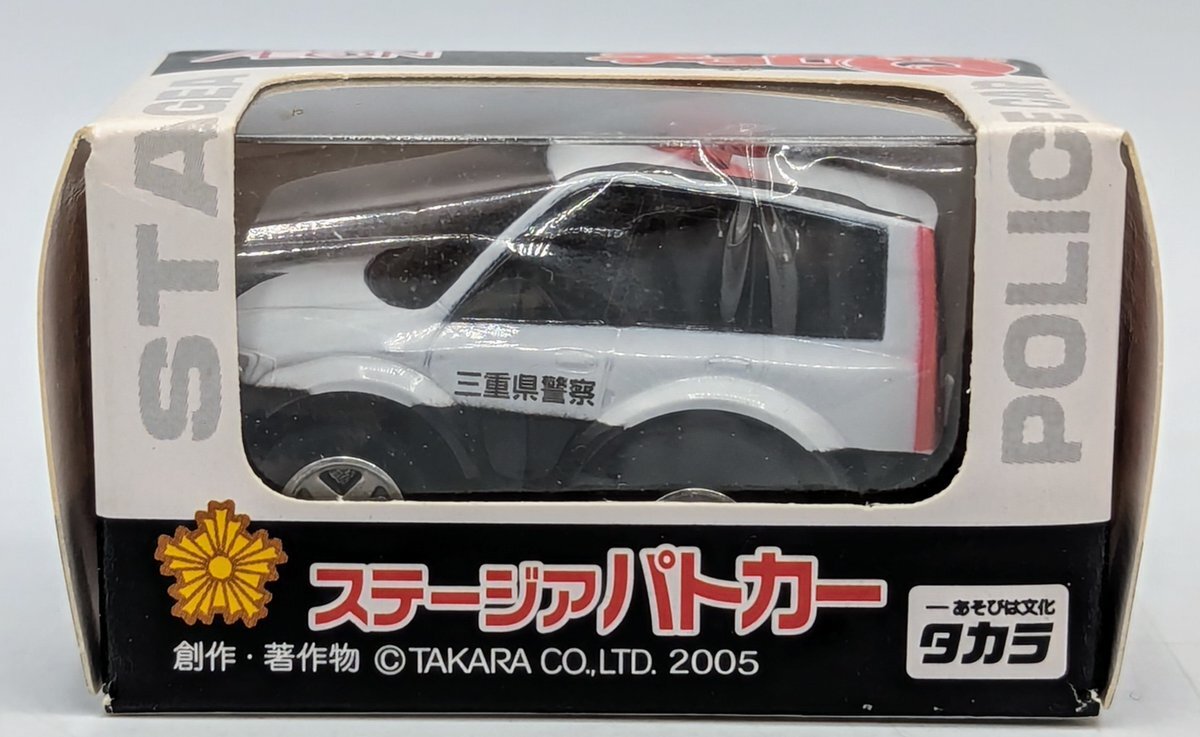 STAGEA
POLICE CAR
三重県警察
ステージアパトカー
創作・著作物 ©TAKARA CO.,LTD. 2005
ーあそびは文化
タカラ